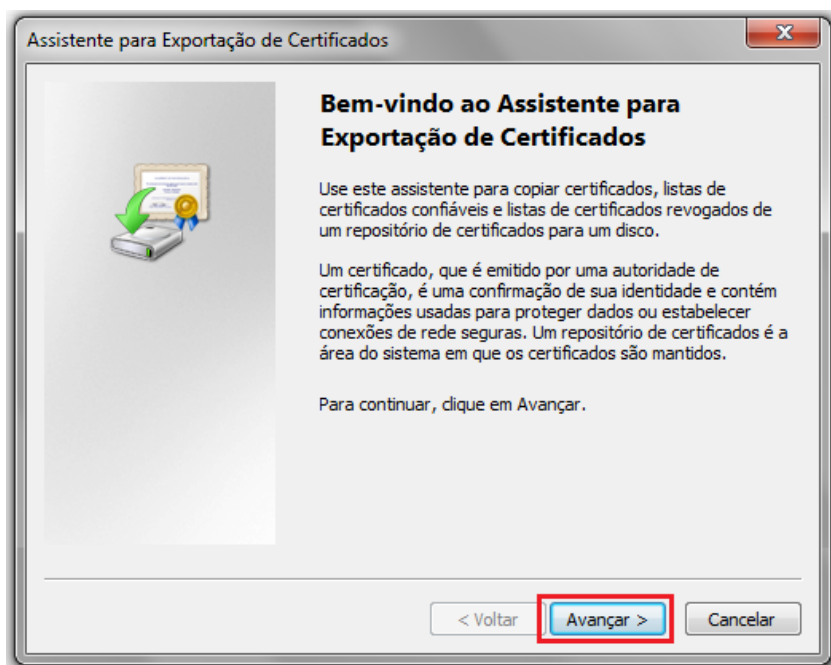 Assistente para Exportação de Certificados
Bem-vindo ao Assistente para
Exportação de Certificados
Use este assistente para copiar certificados, listas de
certificados confiáveis e listas de certificados revogados de
um repositório de certificados para um disco.
Um certificado, que é emitido por uma autoridade de
certificação, é uma confirmação de sua identidade e contém
informações usadas para proteger dados ou estabelecer
conexões de rede seguras. Um repositório de certificados é a
área do sistema em que os certificados são mantidos.
Para continuar, clique em Avançar.
< Voltar Avançar > Cancelar